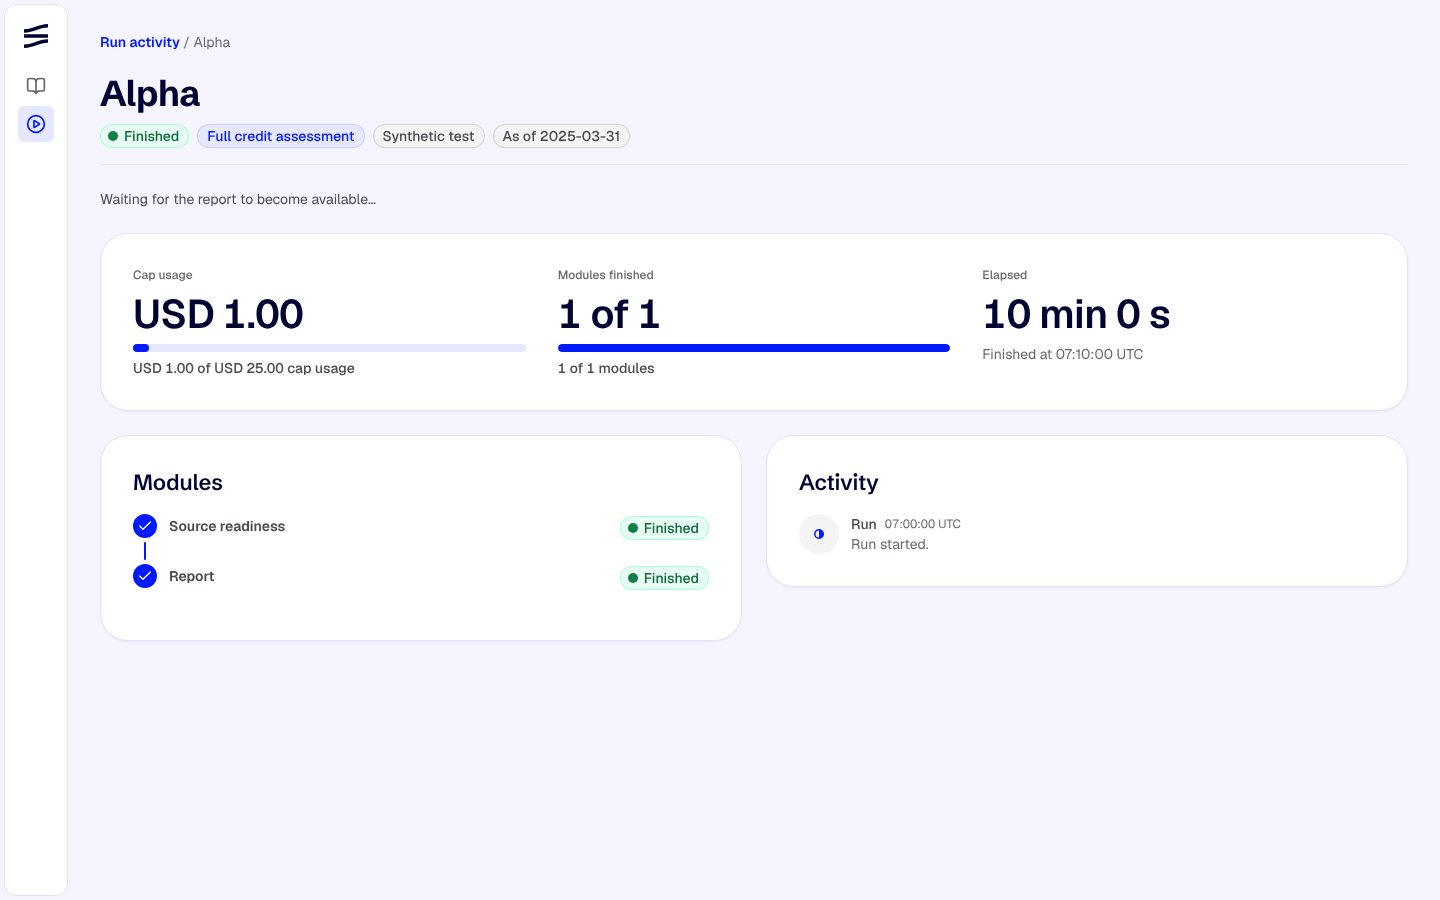 Run activity / Alpha
Alpha
Finished
Full credit assessment
Synthetic test
As of 2025-03-31
Waiting for the report to become available...
Cap usage
USD 1.00
USD 1.00 of USD 25.00 cap usage
Modules finished
1 of 1
1 of 1 modules
Elapsed
10 min 0 s
Finished at 07:10:00 UTC
Modules
Source readiness
Finished
Report
Finished
Activity
Run 07:00:00 UTC
Run started.